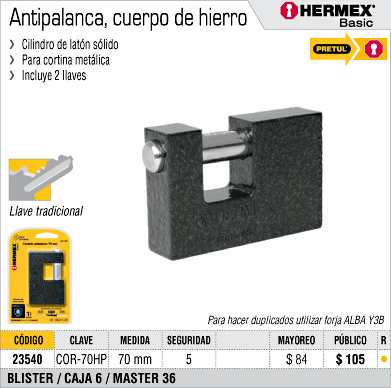 Antipalanca, cuerpo de hierro
HERMEX
Basic
PRETUL
› Cilindro de latón sólido
› Para cortina metálica
› Incluye 2 llaves
Llave tradicional
HERMEX
Para hacer duplicados utilizar forja ALBA Y3B
CÓDIGO CLAVE MEDIDA SEGURIDAD MAYOREO PÚBLICO R
23540 COR-70HP 70 mm 5 $ 84 $ 105
BLISTER / CAJA 6 / MASTER 36